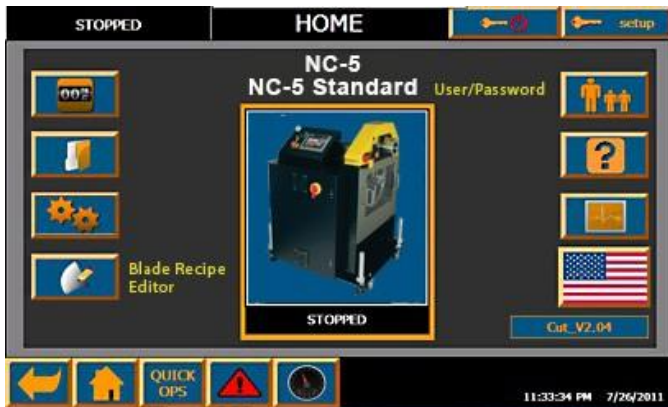 STOPPED
HOME
setup
NC-5
NC-5 Standard
User/Password
007
?
Blade Recipe
Editor
STOPPED
Cut_V2.04
QUICK
OPS
11:33:34 PM 7/26/2011